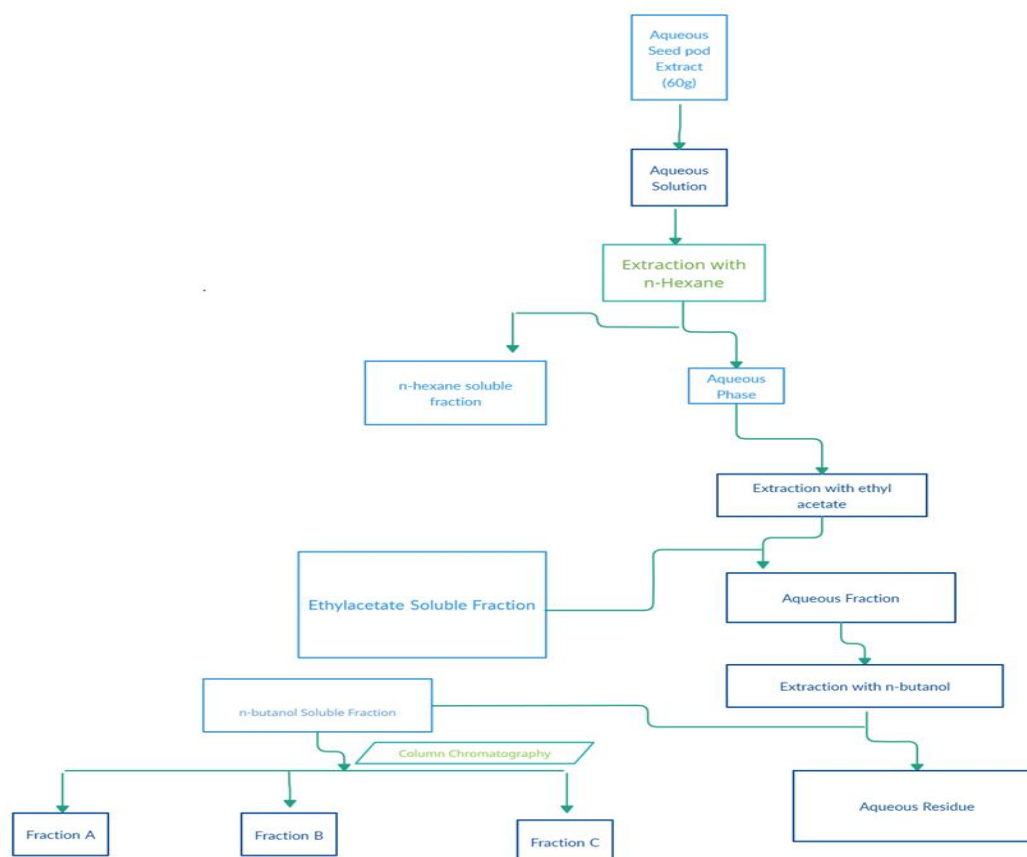 Aqueous
Seed pod
Extract
(60g)
Aqueous
Solution
Extraction with
n-Hexane
n-hexane soluble
fraction
Aqueous
Phase
Extraction with ethyl
acetate
Ethylacetate Soluble Fraction
Aqueous Fraction
Extraction with n-butanol
n-butanol Soluble Fraction
Column Chromatography
Aqueous Residue
Fraction A
Fraction B
Fraction C